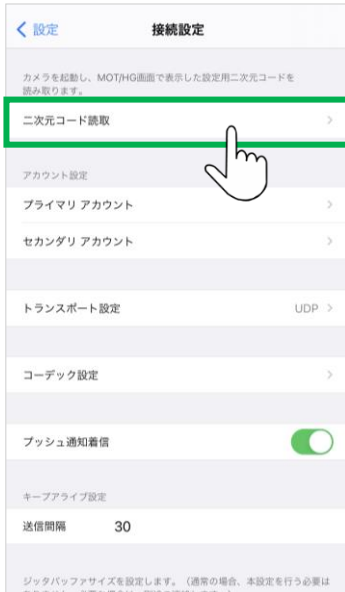 設定 接続設定
カメラを起動し、MOT/HG画面で表示した設定用二次元コードを
読み取ります。
二次元コード読取
アカウント設定
プライマリ アカウント
セカンダリ アカウント
トランスポート設定 UDP
コーデック設定
プッシュ通知着信
キープアライブ設定
送信間隔 30
ジッタバッファサイズを設定します。（通常の場合、本設定を行う必要は